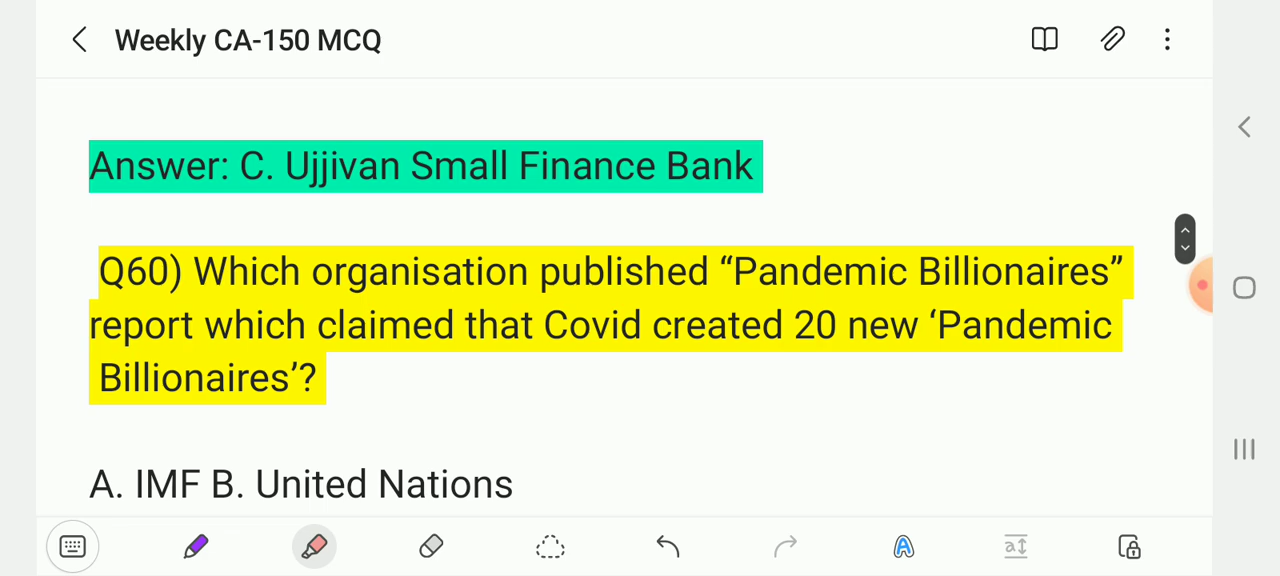 Weekly CA-150 MCQ
Answer: C. Ujjivan Small Finance Bank
Q60) Which organisation published “Pandemic Billionaires”
report which claimed that Covid created 20 new ‘Pandemic
Billionaires’?
A. IMF B. United Nations